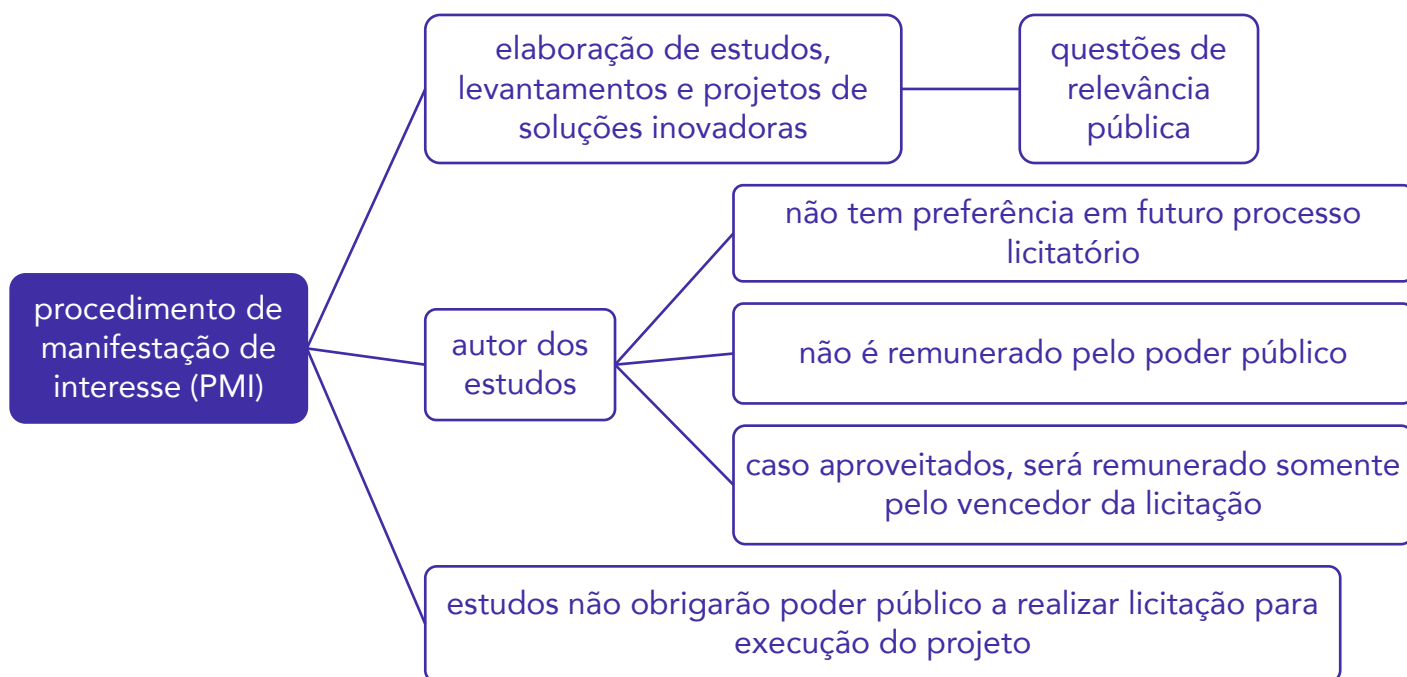 procedimento de
manifestação de
interesse (PMI)
elaboração de estudos,
levantamentos e projetos de
soluções inovadoras
questões de
relevância
pública
autor dos
estudos
não tem preferência em futuro processo
licitatório
não é remunerado pelo poder público
caso aproveitados, será remunerado somente
pelo vencedor da licitação
estudos não obrigarão poder público a realizar licitação para
execução do projeto